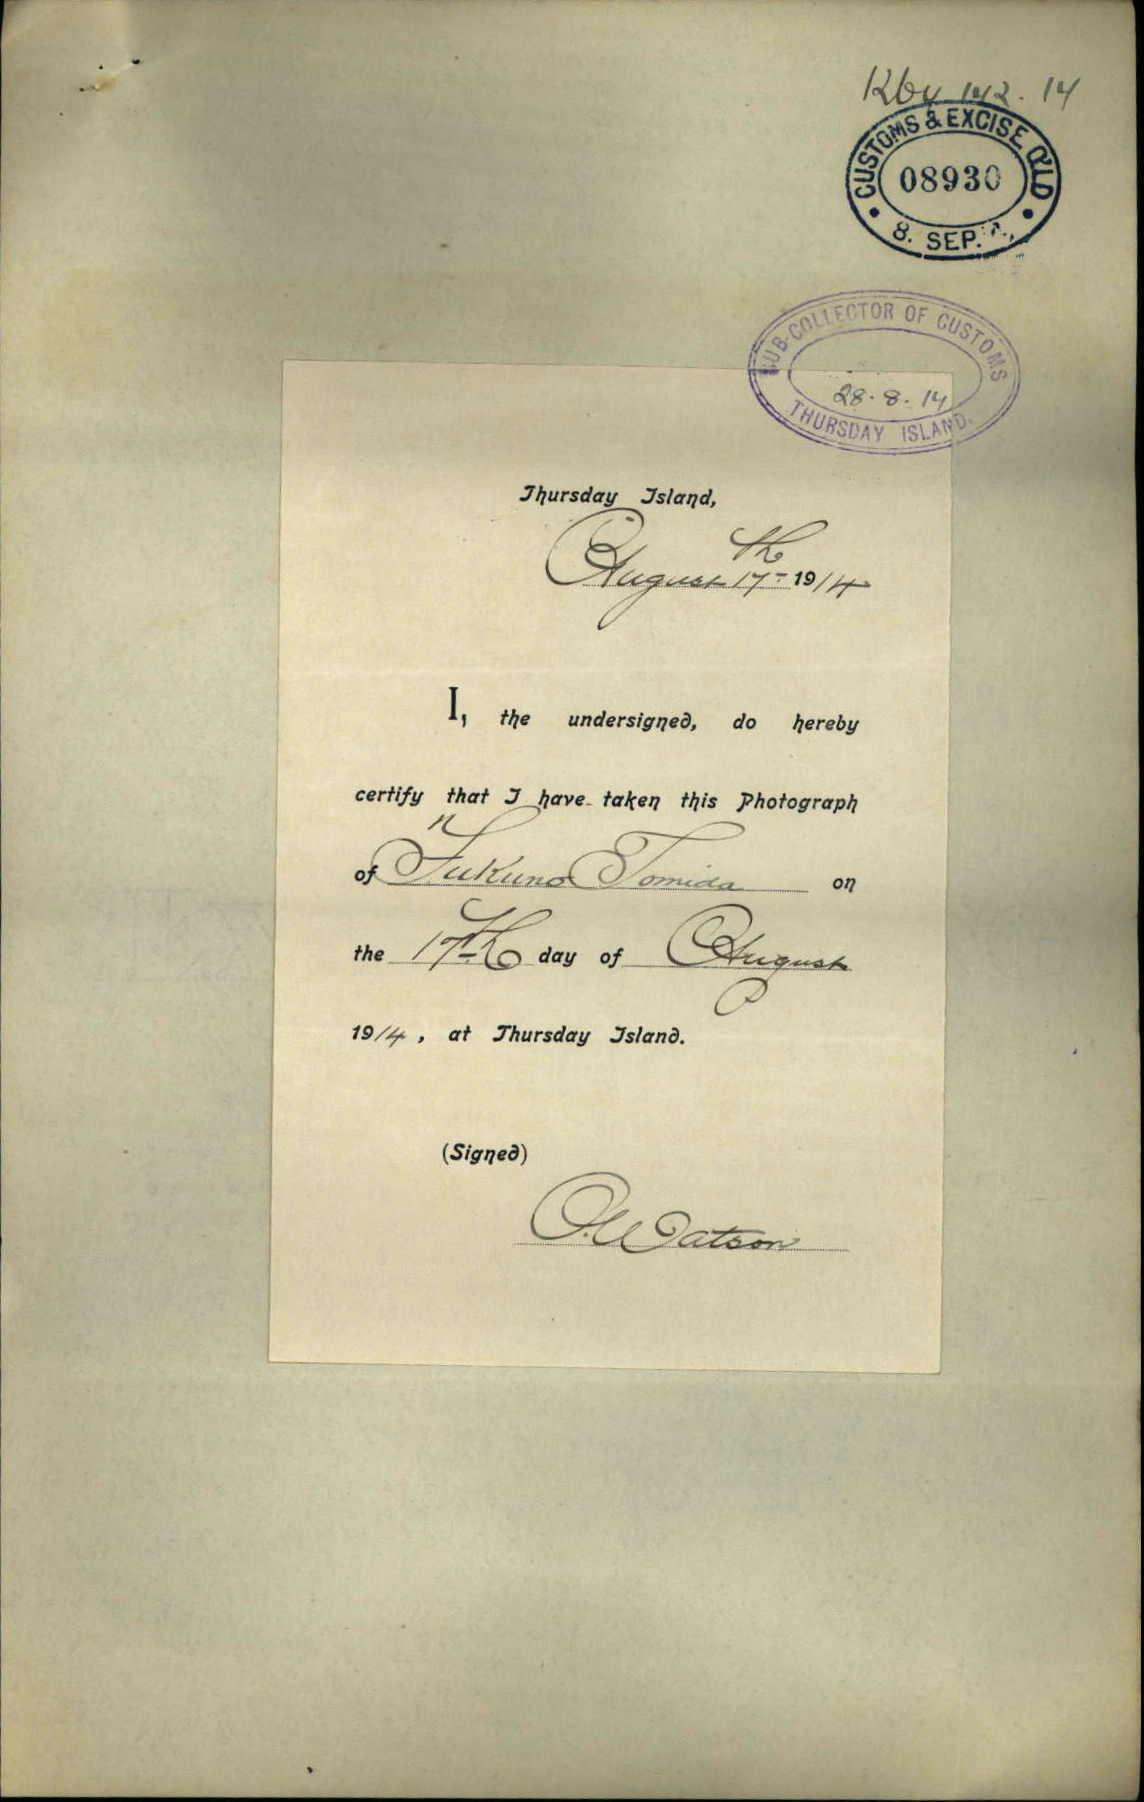 142. 14
CUSTOMS & EXCISE QLD
08930
8. SEP.
SUB-COLLECTOR OF CUSTOMS
28. 8. 14
THURSDAY ISLAND.
Thursday Island,
August 17th 1914
I, the undersigned, do hereby
certify that I have taken this Photograph
of Fukuno Tomida on
the 17th day of August
1914, at Thursday Island.
(Signed)
O. Watson